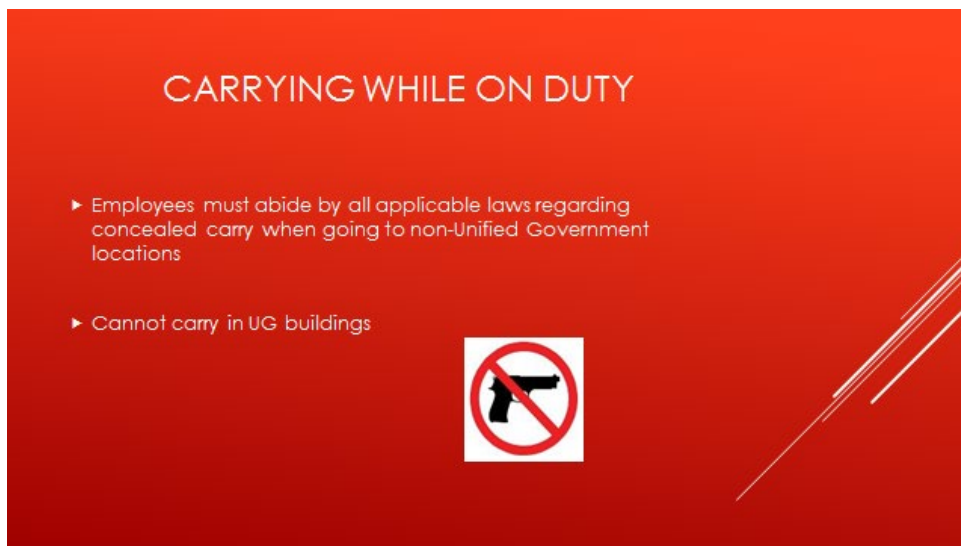 CARRYING WHILE ON DUTY
Employees must abide by all applicable laws regarding
concealed carry when going to non-Unified Government
locations
Cannot carry in UG buildings